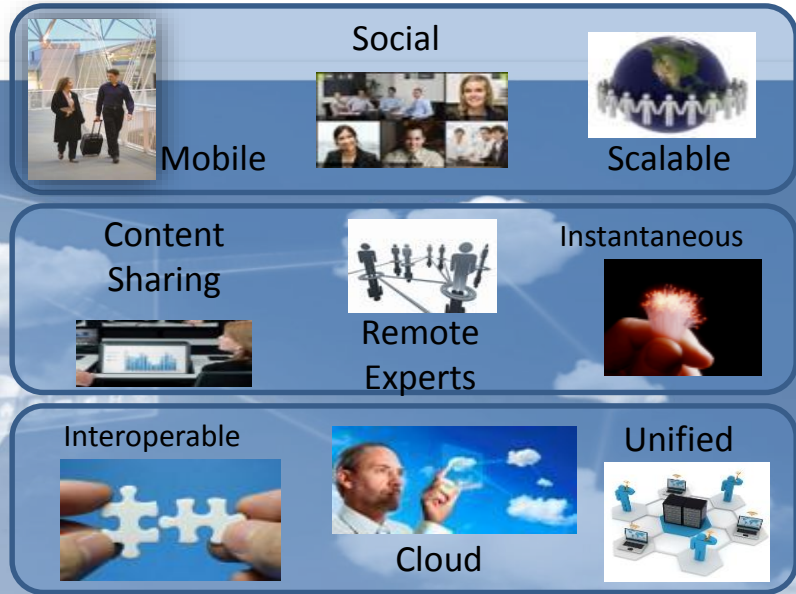 Social
Mobile
Scalable
Content
Sharing
Remote
Experts
Instantaneous
Interoperable
Cloud
Unified